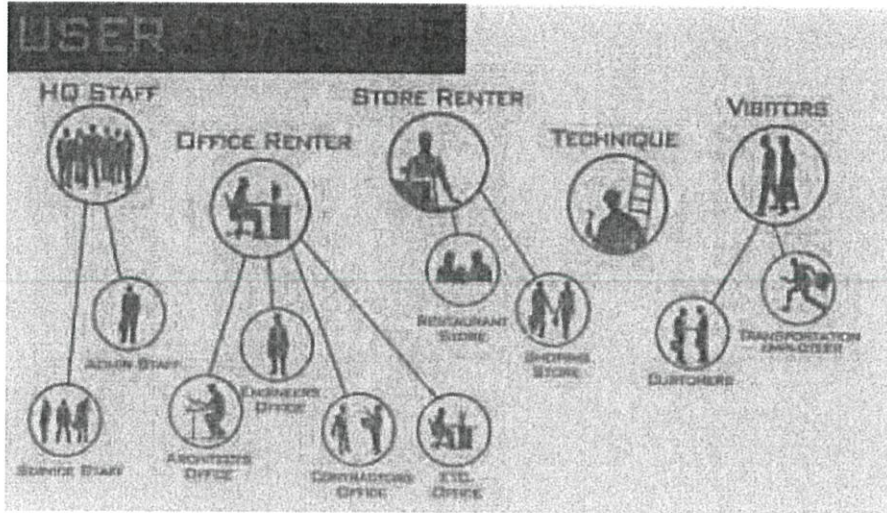 USER
HQ STAFF
OFFICE RENTER
STORE RENTER
TECHNIQUE
VISITORS
ADMIN STAFF
SERVICE STAFF
ARCHITECTS
OFFICE
ENGINEERS
OFFICE
CONTRACTORS
OFFICE
ETC.
OFFICE
RESTAURANT
STORE
SHOPING
STORE
CUSTOMERS
TRANSPORTATION